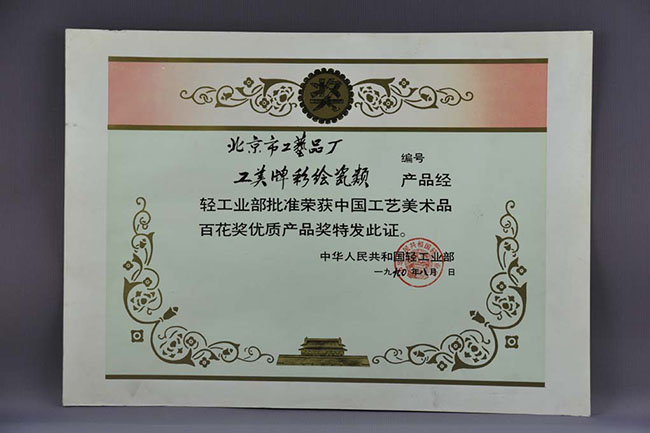 奖
北京市工艺品厂
编号
工美牌彩绘瓷类 产品经
轻工业部批准荣获中国工艺美术品
百花奖优质产品奖特发此证。
中华人民共和国轻工业部
一九八〇年八月 日